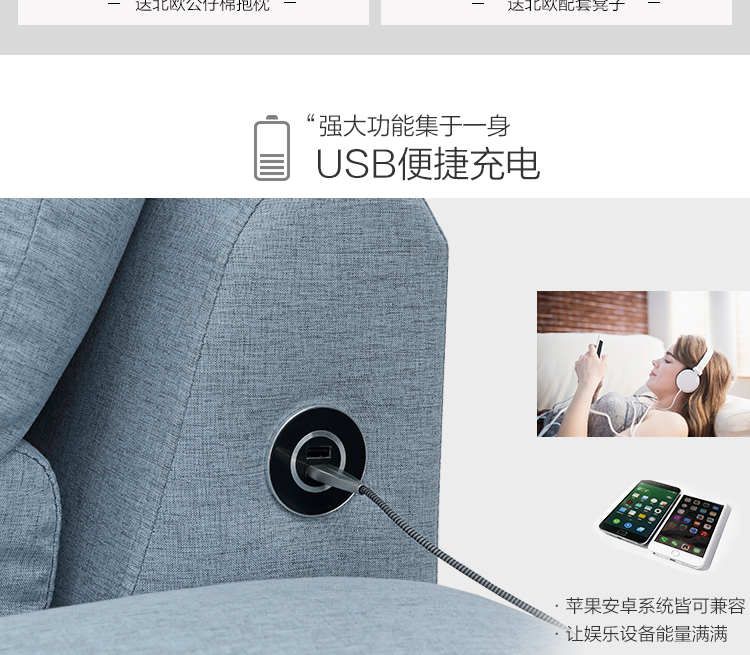 — 送北欧公仔棉抱枕 —
— 送北欧配套凳子 —
“强大功能集于一身
USB便捷充电
· 苹果安卓系统皆可兼容
· 让娱乐设备能量满满